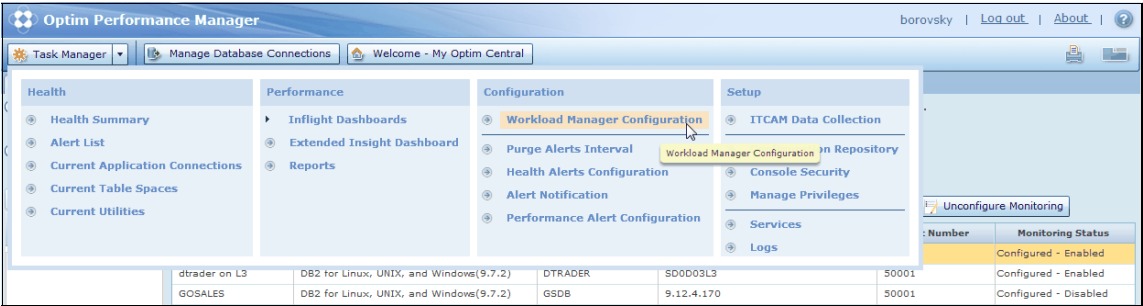 Optim Performance Manager
borovsky | Log out | About |
Task Manager Manage Database Connections Welcome - My Optim Central
Health
Health Summary
Alert List
Current Application Connections
Current Table Spaces
Current Utilities
Performance
Inflight Dashboards
Extended Insight Dashboard
Reports
Configuration
Workload Manager Configuration
Purge Alerts Interval
Health Alerts Configuration
Alert Notification
Performance Alert Configuration
Workload Manager Configuration
Setup
ITCAM Data Collection
on Repository
Console Security
Manage Privileges
Services
Logs
Unconfigure Monitoring
Number Monitoring Status
Configured - Enabled
dtrader on L3 DB2 for Linux, UNIX, and Windows(9.7.2) DTRADER SD0D03L3 50001 Configured - Enabled
GOSALES DB2 for Linux, UNIX, and Windows(9.7.2) GSDB 9.12.4.170 50001 Configured - Disabled